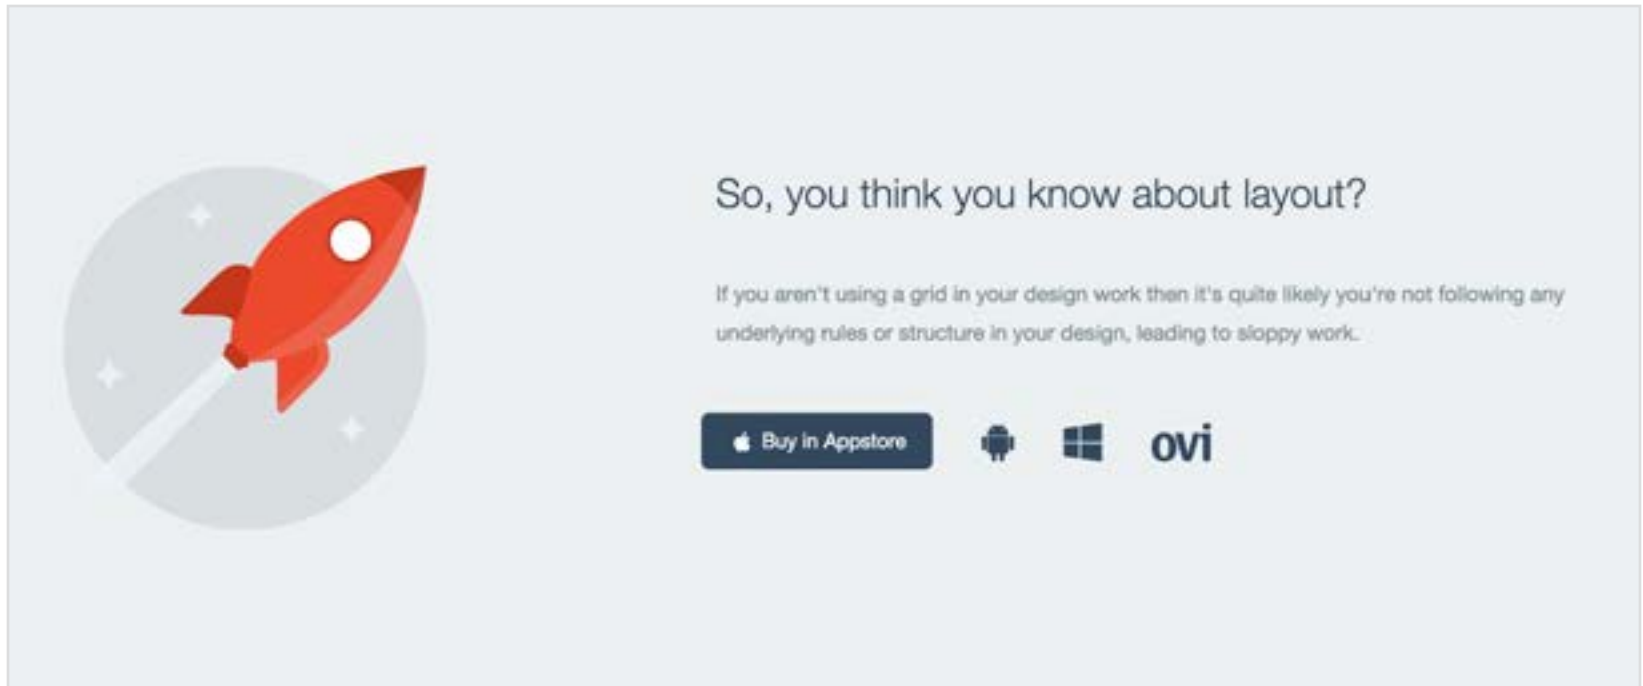 So, you think you know about layout?
If you aren't using a grid in your design work then it's quite likely you're not following any
underlying rules or structure in your design, leading to sloppy work.
Buy in Appstore
ovi